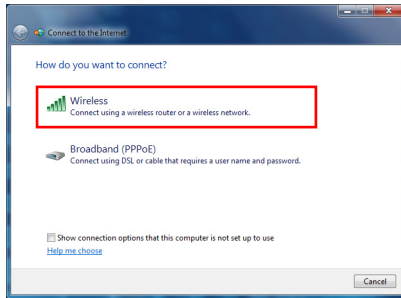 Connect to the Internet
How do you want to connect?
Wireless
Connect using a wireless router or a wireless network.
Broadband (PPPoE)
Connect using DSL or cable that requires a user name and password.
Show connection options that this computer is not set up to use
Help me choose
Cancel